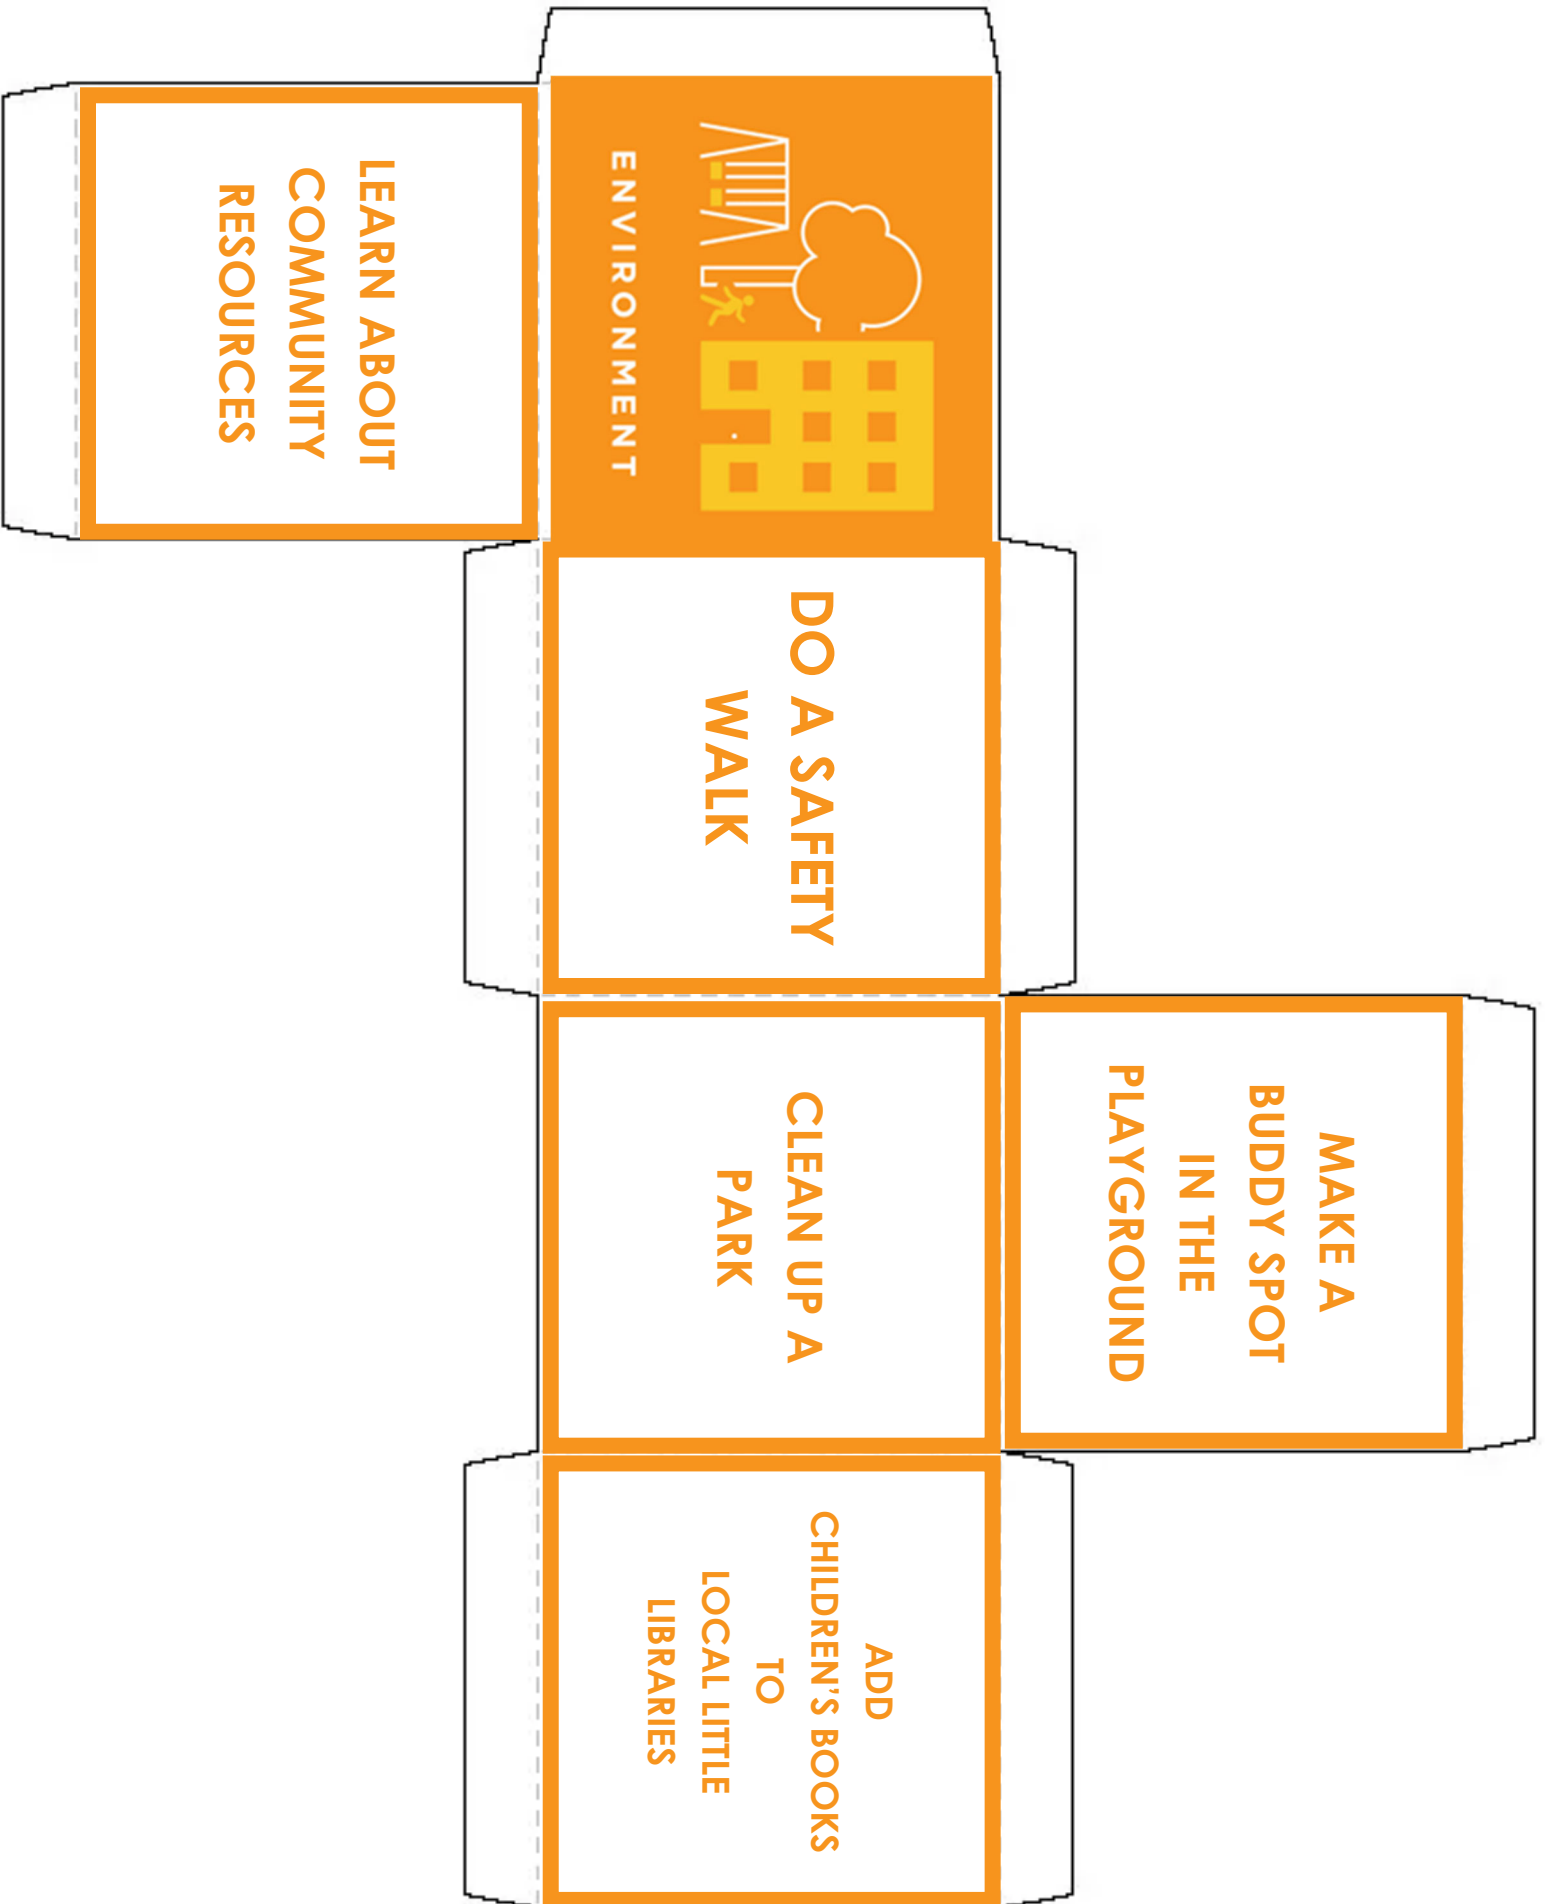 LEARN ABOUT
COMMUNITY
RESOURCES
ENVIRONMENT
DO A SAFETY
WALK
CLEAN UP A
PARK
MAKE A
BUDDY SPOT
IN THE
PLAYGROUND
ADD
CHILDREN'S BOOKS
TO
LOCAL LITTLE
LIBRARIES